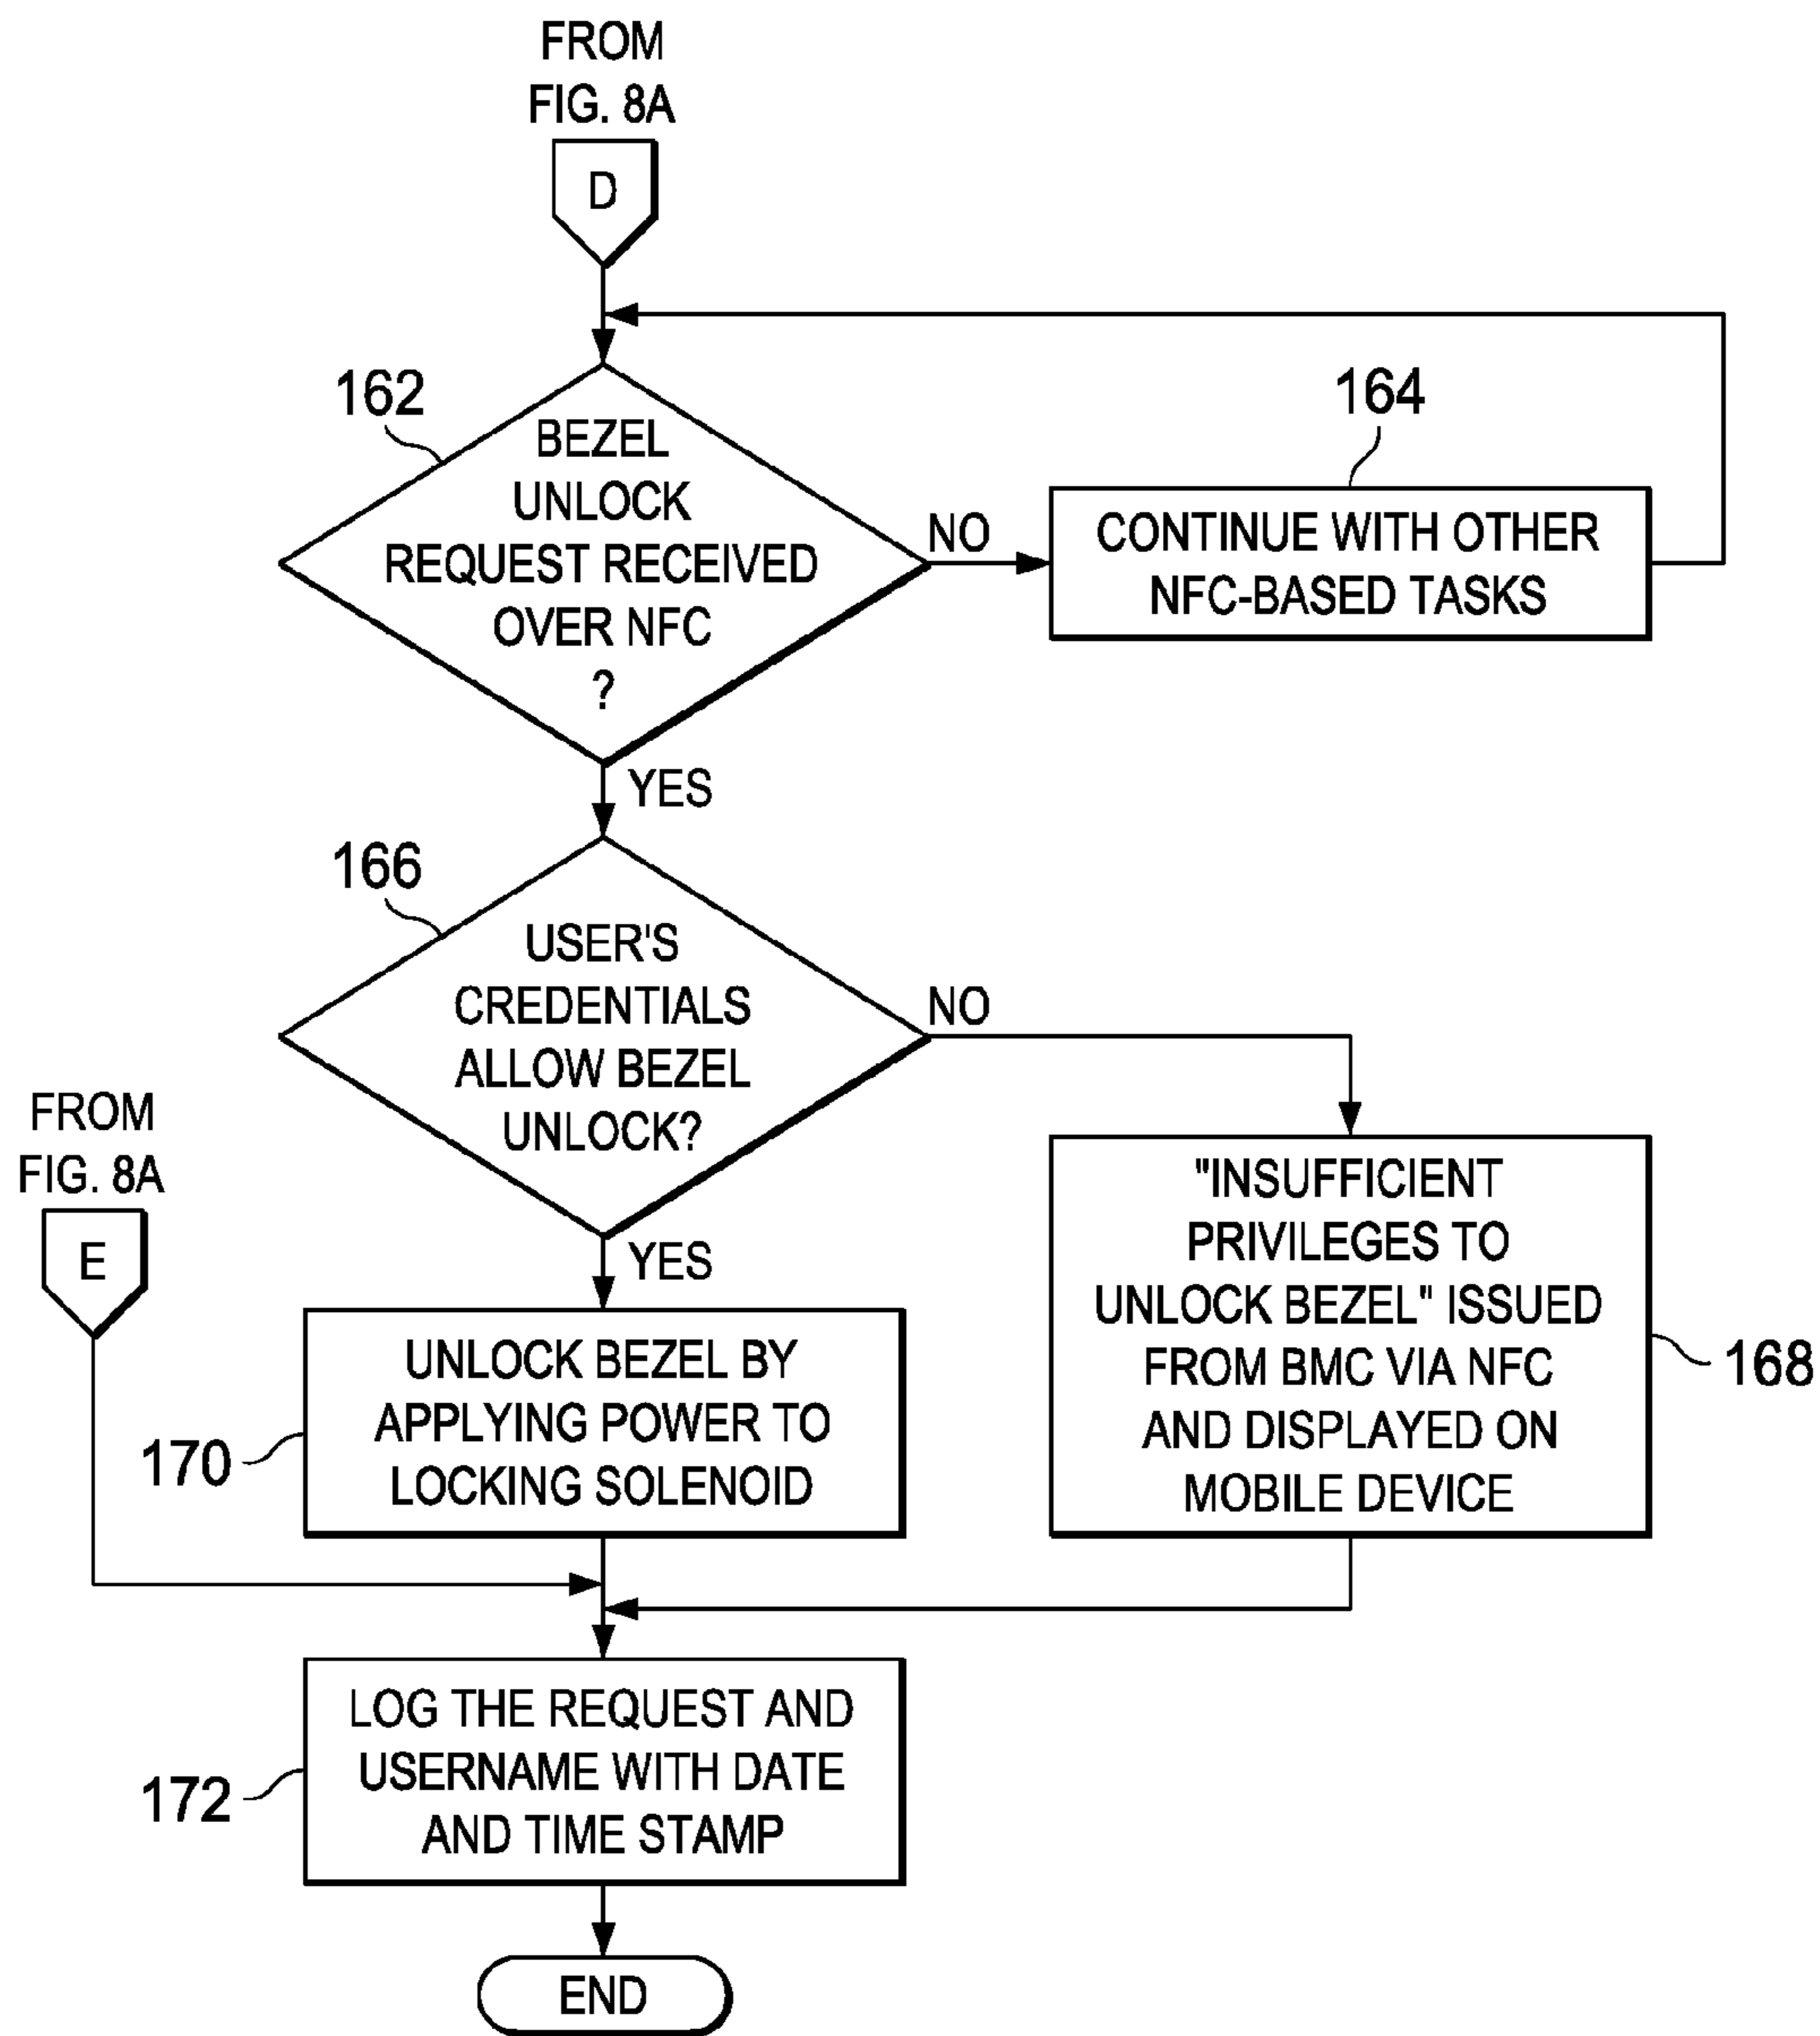 FROM
FIG. 8A
D
162
BEZEL
UNLOCK
REQUEST RECEIVED
OVER NFC
?
NO
164
CONTINUE WITH OTHER
NFC-BASED TASKS
YES
166
USER'S
CREDENTIALS
ALLOW BEZEL
UNLOCK?
NO
"INSUFFICIENT
PRIVILEGES TO
UNLOCK BEZEL" ISSUED
FROM BMC VIA NFC
AND DISPLAYED ON
MOBILE DEVICE
168
FROM
FIG. 8A
E
YES
UNLOCK BEZEL BY
APPLYING POWER TO
LOCKING SOLENOID
170
LOG THE REQUEST AND
USERNAME WITH DATE
AND TIME STAMP
172
END